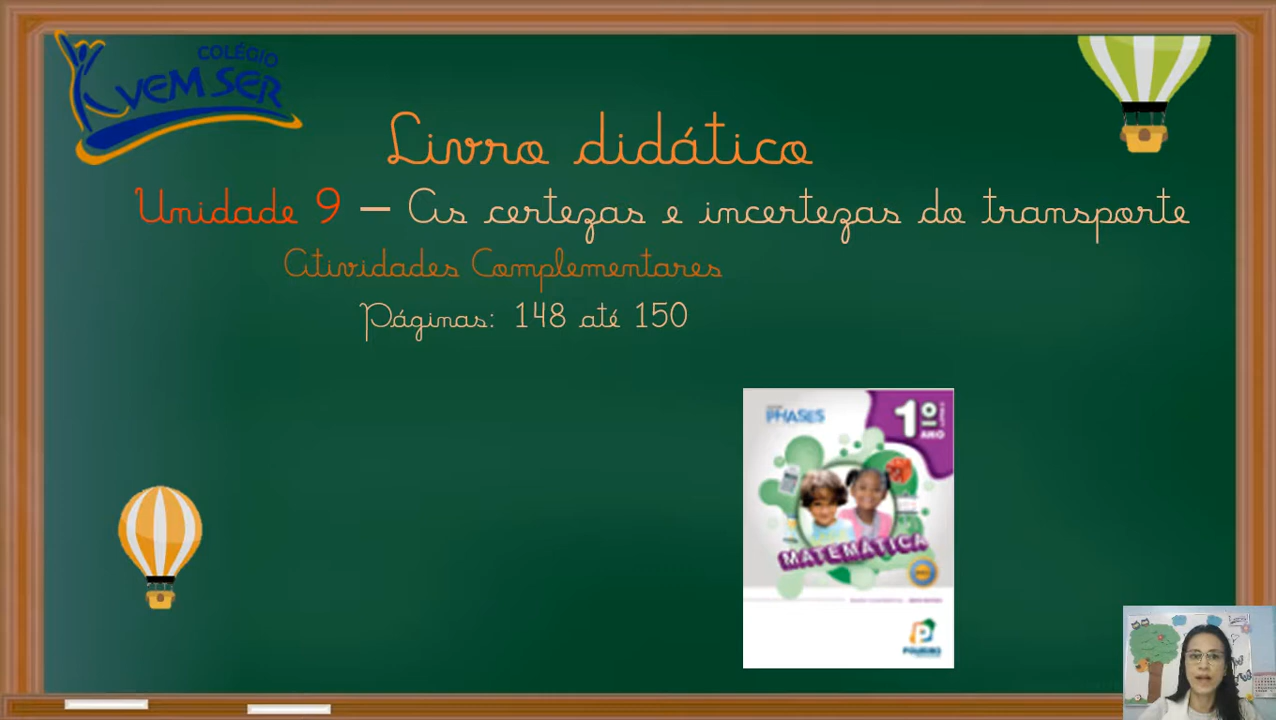 COLÉGIO
VEM SER
Livro didático
Unidade 9 – As certezas e incertezas do transporte
Atividades Complementares
Páginas: 148 até 150
PHASES
1º
ANO
MATEMÁTICA